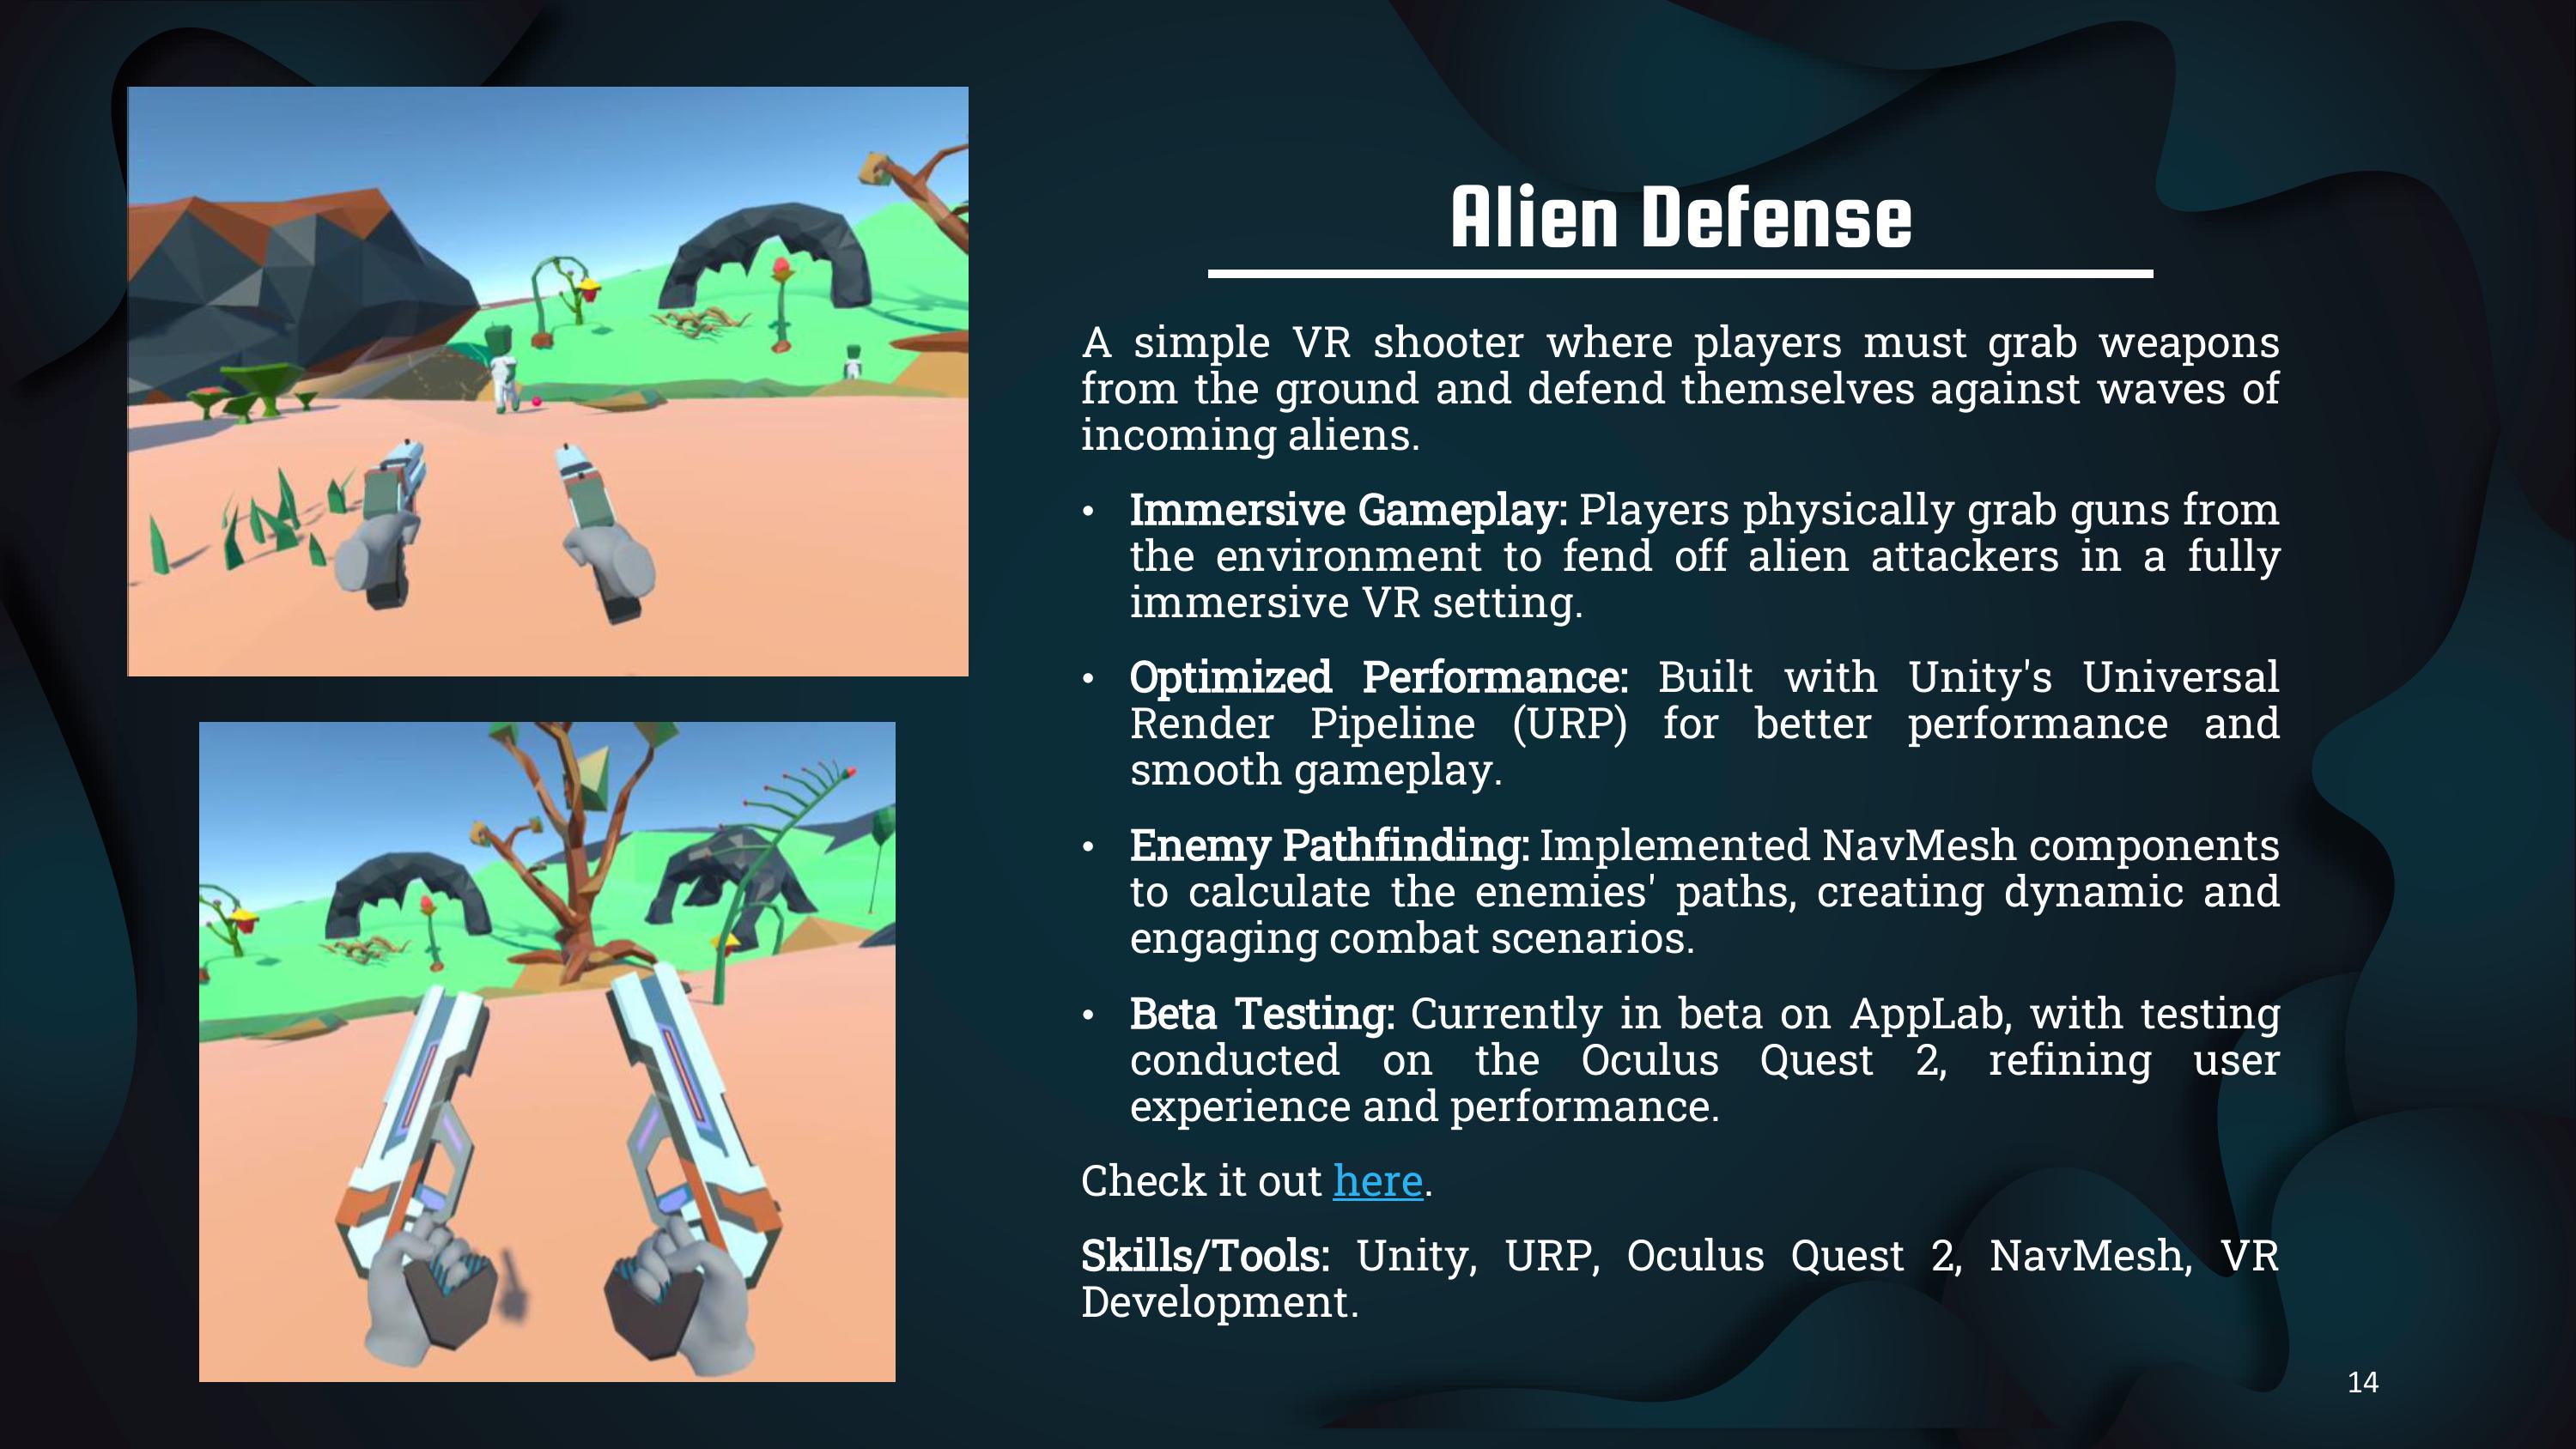 Alien Defense
A simple VR shooter where players must grab weapons
from the ground and defend themselves against waves of
incoming aliens.
• Immersive Gameplay: Players physically grab guns from
the environment to fend off alien attackers in a fully
immersive VR setting.
• Optimized Performance: Built with Unity's Universal
Render Pipeline (URP) for better performance and
smooth gameplay.
• Enemy Pathfinding: Implemented NavMesh components
to calculate the enemies' paths, creating dynamic and
engaging combat scenarios.
• Beta Testing: Currently in beta on AppLab, with testing
conducted on the Oculus Quest 2, refining user
experience and performance.
Check it out here.
Skills/Tools: Unity, URP, Oculus Quest 2, NavMesh, VR
Development.
14